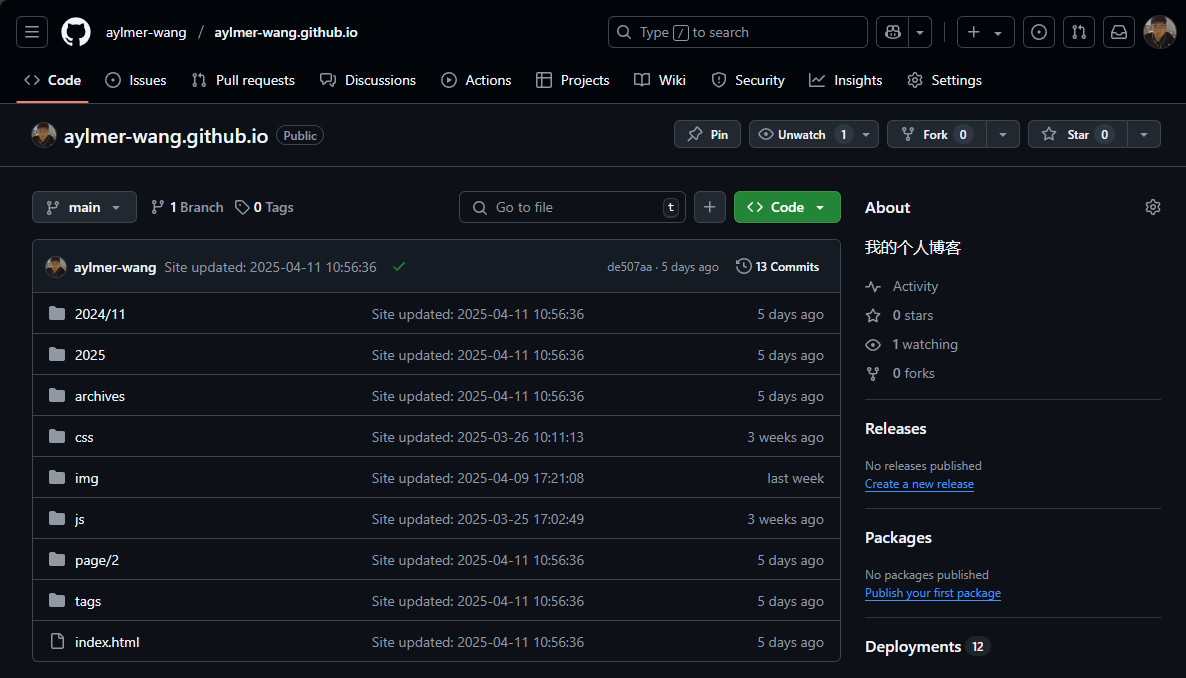 aylmer-wang / aylmer-wang.github.io
Type / to search
Code Issues Pull requests Discussions Actions Projects Wiki Security Insights Settings
aylmer-wang.github.io Public
Pin Unwatch 1 Fork 0 Star 0
main 1 Branch 0 Tags
Go to file t
Code
aylmer-wang Site updated: 2025-04-11 10:56:36 de507aa · 5 days ago 13 Commits
2024/11 Site updated: 2025-04-11 10:56:36 5 days ago
2025 Site updated: 2025-04-11 10:56:36 5 days ago
archives Site updated: 2025-04-11 10:56:36 5 days ago
css Site updated: 2025-03-26 10:11:13 3 weeks ago
img Site updated: 2025-04-09 17:21:08 last week
js Site updated: 2025-03-25 17:02:49 3 weeks ago
page/2 Site updated: 2025-04-11 10:56:36 5 days ago
tags Site updated: 2025-04-11 10:56:36 5 days ago
index.html Site updated: 2025-04-11 10:56:36 5 days ago
About
我的个人博客
Activity
0 stars
1 watching
0 forks
Releases
No releases published
Create a new release
Packages
No packages published
Publish your first package
Deployments 12